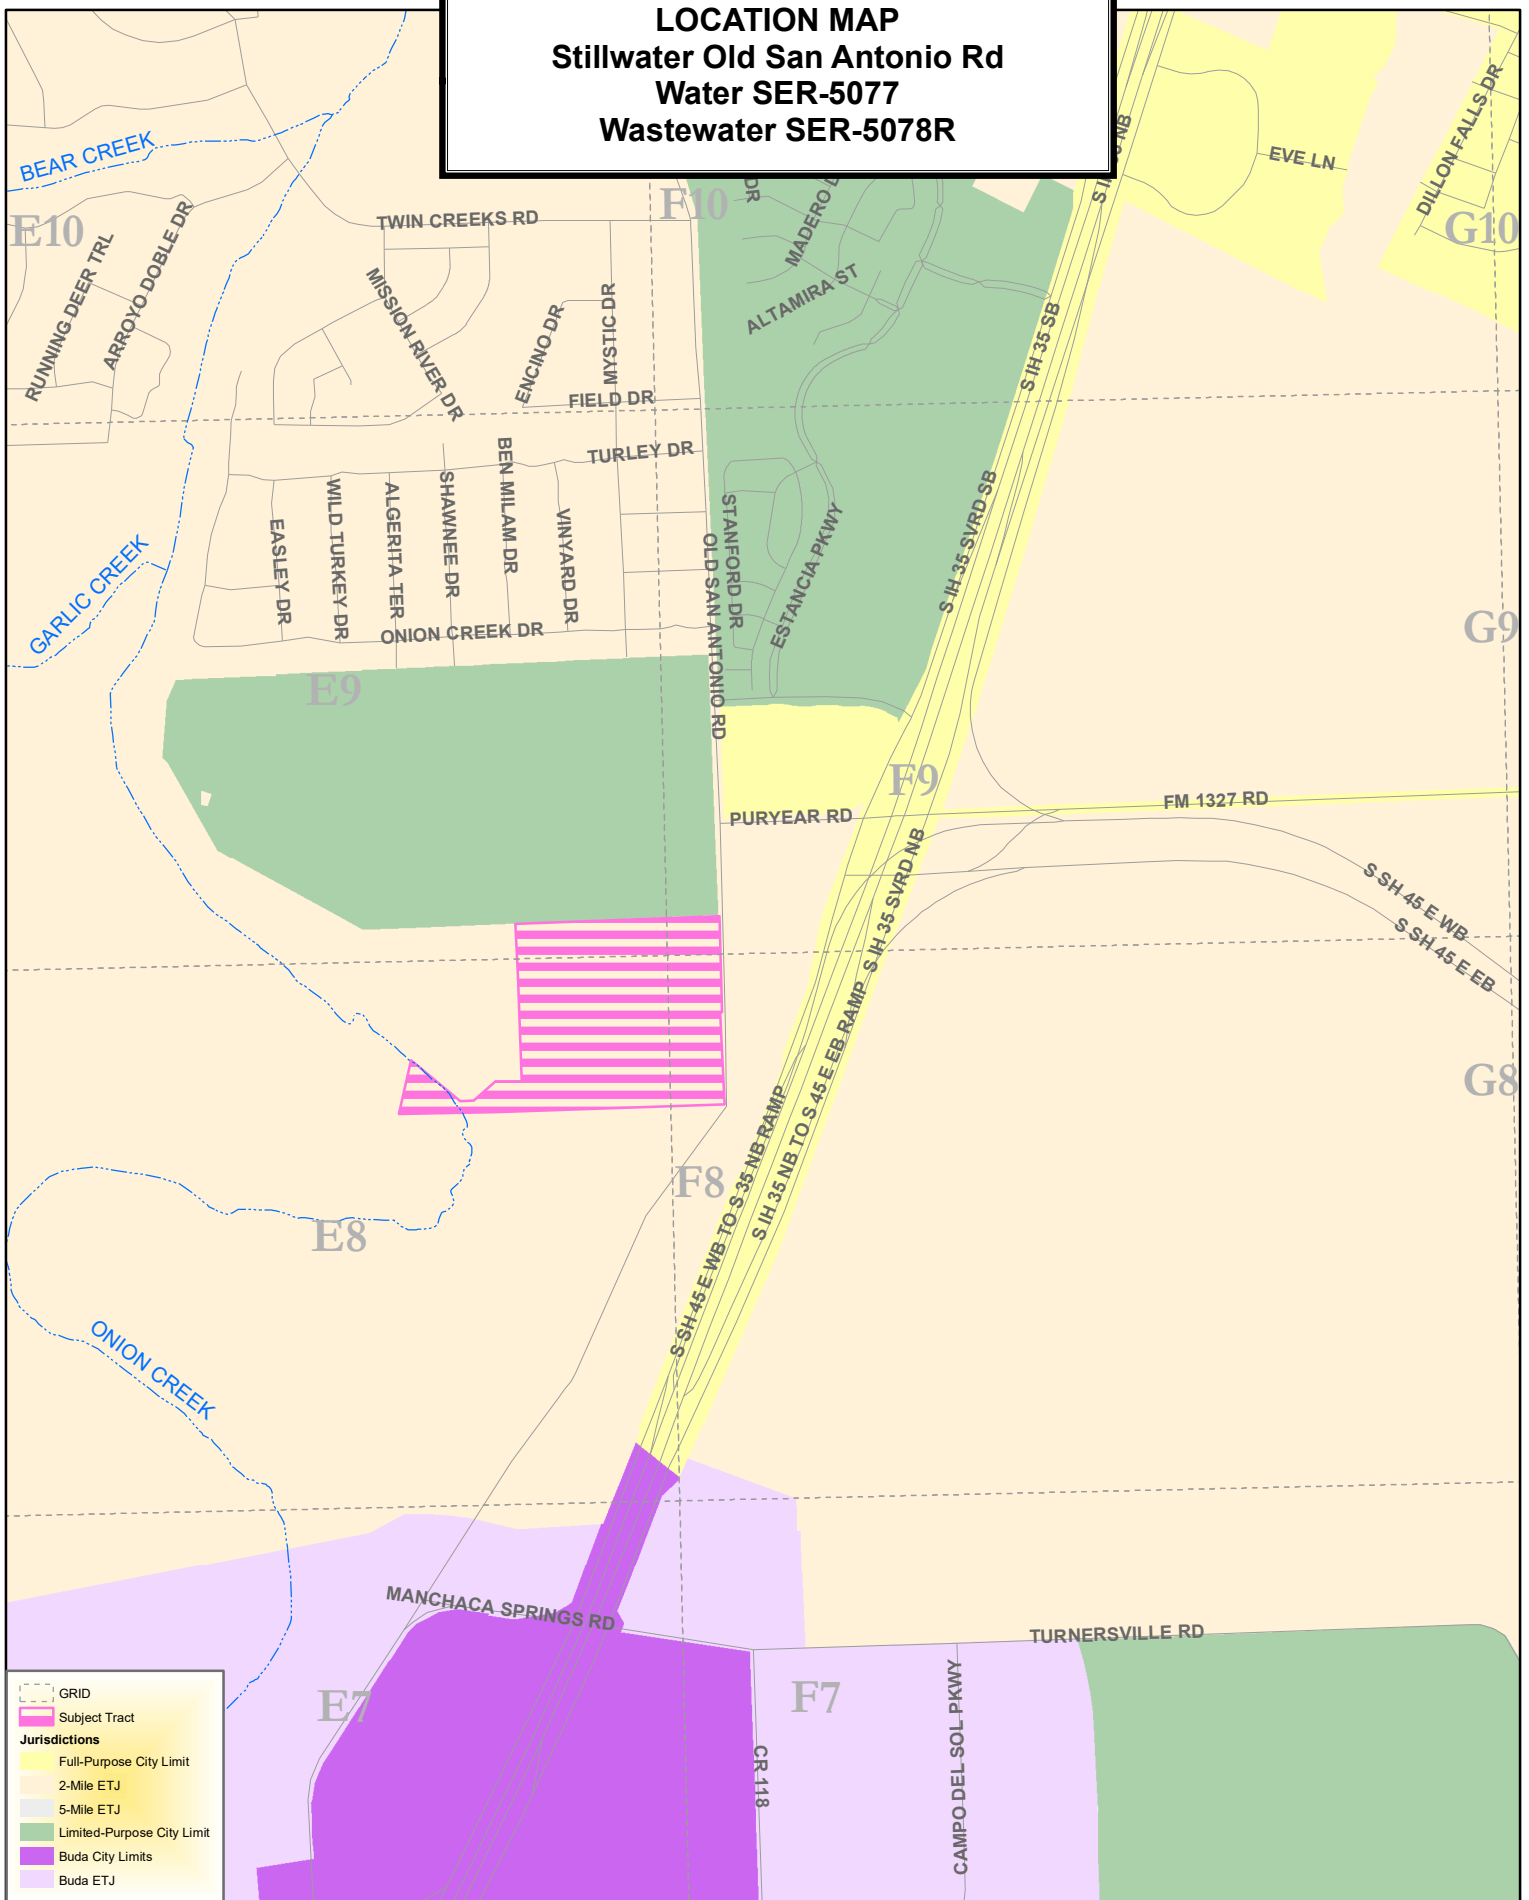 LOCATION MAP
Stillwater Old San Antonio Rd
Water SER-5077
Wastewater SER-5078R
BEAR CREEK
E10
RUNNING DEER TRL
ARROYO DOBLE DR
TWIN CREEKS RD
F10
DR
MADERO
ALTAMIRA ST
S IH 35 SB
EVE LN
DILLON FALLS DR
G10
MISSION RIVER DR
ENCINO DR
MYSTIC DR
FIELD DR
TURLEY DR
EASLEY DR
WILD TURKEY DR
ALGERITA TER
SHAWNEE DR
BEN MILAM DR
VINYARD DR
ONION CREEK DR
GARLIC CREEK
STANFORD DR
OLD SAN ANTONIO RD
ESTANCIA PKWY
S IH 35 SVRD SB
G9
E9
F9
PURYEAR RD
FM 1327 RD
S IH 35 SVRD NB
S SH 45 E WB
S SH 45 E EB
S IH 35 NB TO S 45 E EB RAMP
S SH 45 E WB TO S 35 NB RAMP
G8
F8
E8
ONION CREEK
MANCHACA SPRINGS RD
TURNERSVILLE RD
E7
F7
CR 118
CAMPO DEL SOL PKWY
GRID
Subject Tract
Jurisdictions
Full-Purpose City Limit
2-Mile ETJ
5-Mile ETJ
Limited-Purpose City Limit
Buda City Limits
Buda ETJ